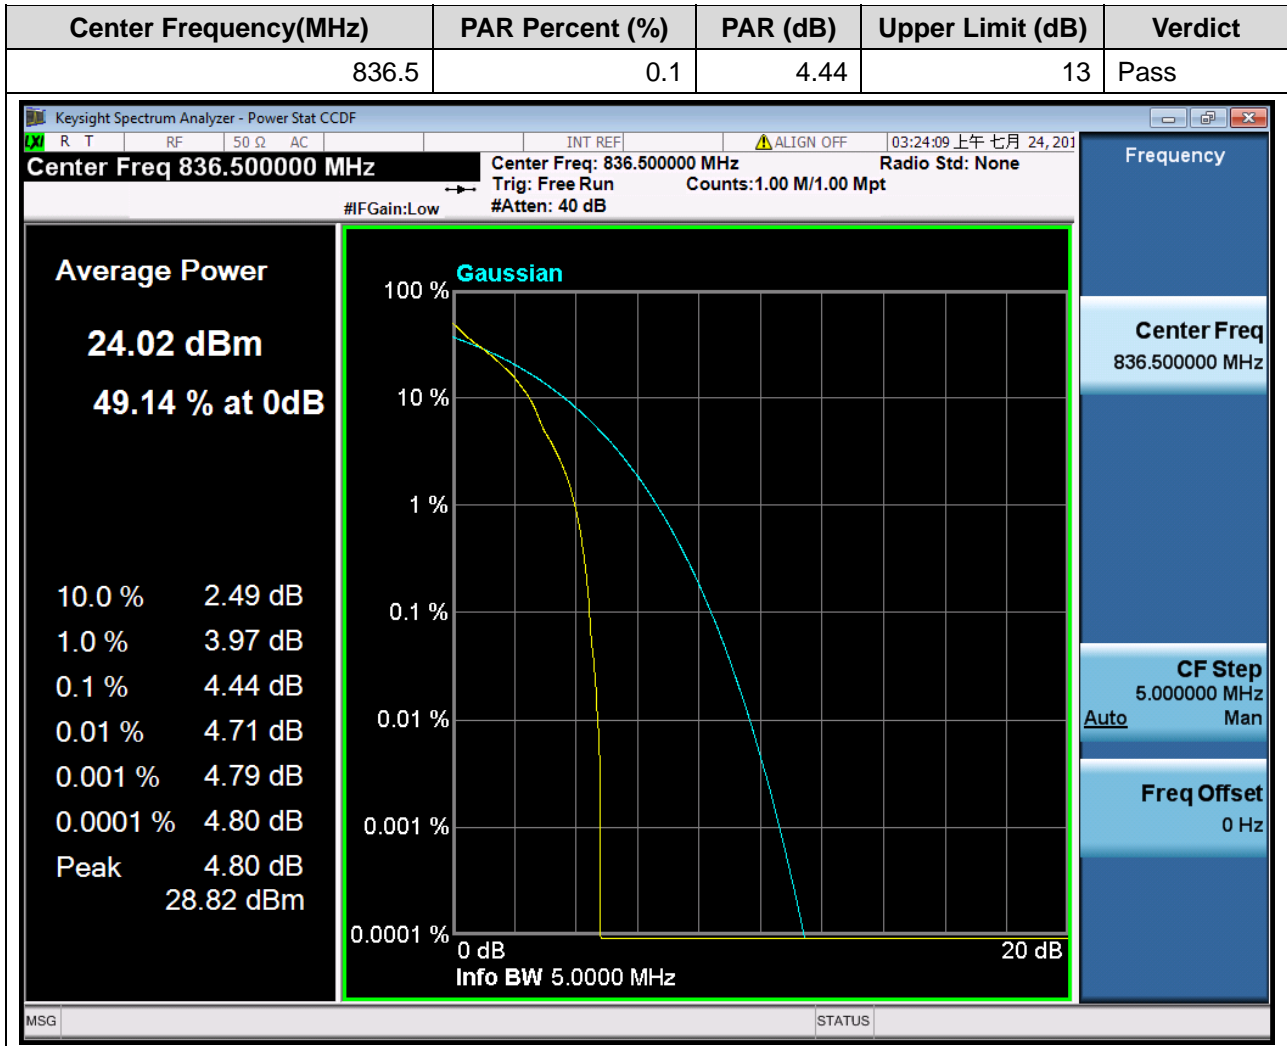 Center Frequency(MHz) PAR Percent (%) PAR (dB) Upper Limit (dB) Verdict
836.5 0.1 4.44 13 Pass
Keysight Spectrum Analyzer - Power Stat CCDF
LXI R T RF 50 Ω AC INT REF ALIGN OFF 03:24:09 上午 七月 24, 201
Center Freq 836.500000 MHz
Center Freq: 836.500000 MHz Radio Std: None
Trig: Free Run Counts:1.00 M/1.00 Mpt
#IFGain:Low #Atten: 40 dB
Average Power
24.02 dBm
49.14 % at 0dB
10.0 % 2.49 dB
1.0 % 3.97 dB
0.1 % 4.44 dB
0.01 % 4.71 dB
0.001 % 4.79 dB
0.0001 % 4.80 dB
Peak 4.80 dB
28.82 dBm
Gaussian
100 %
10 %
1 %
0.1 %
0.01 %
0.001 %
0.0001 %
0 dB 20 dB
Info BW 5.0000 MHz
Frequency
Center Freq
836.500000 MHz
CF Step
5.000000 MHz
Auto Man
Freq Offset
0 Hz
MSG STATUS